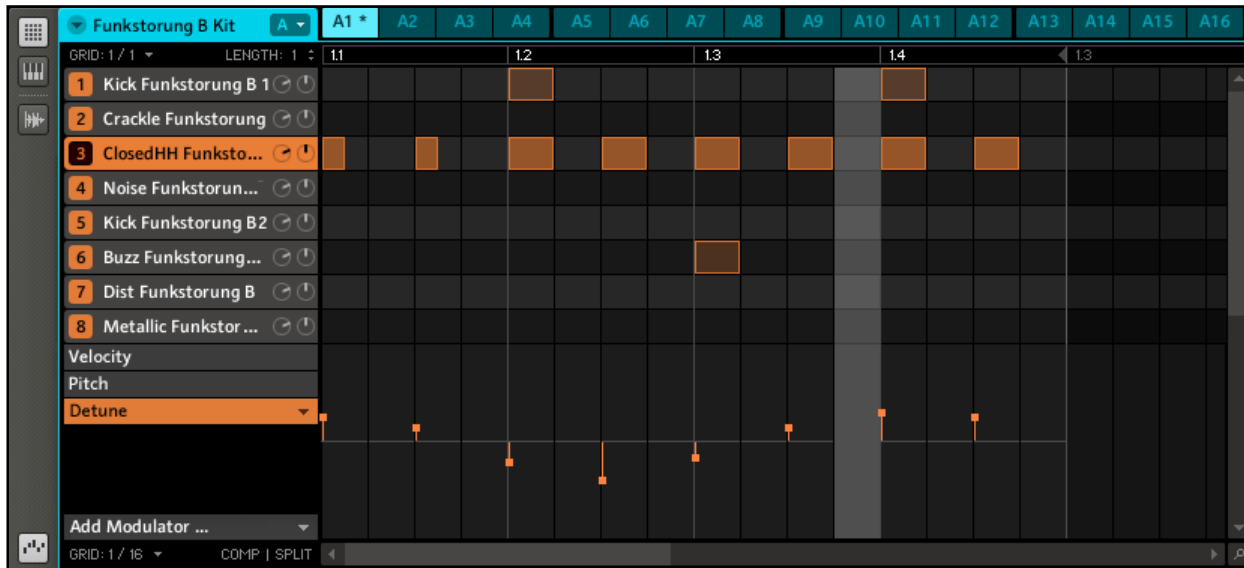 Funkstorung B Kit A A1 * A2 A3 A4 A5 A6 A7 A8 A9 A10 A11 A12 A13 A14 A15 A16
GRID: 1 / 1 LENGTH: 1 1.1 1.2 1.3 1.4 1.3
1 Kick Funkstorung B 1
2 Crackle Funkstorung
3 ClosedHH Funksto...
4 Noise Funkstorun...
5 Kick Funkstorung B2
6 Buzz Funkstorung...
7 Dist Funkstorung B
8 Metallic Funkstor...
Velocity
Pitch
Detune
Add Modulator ...
GRID: 1 / 16 COMP | SPLIT